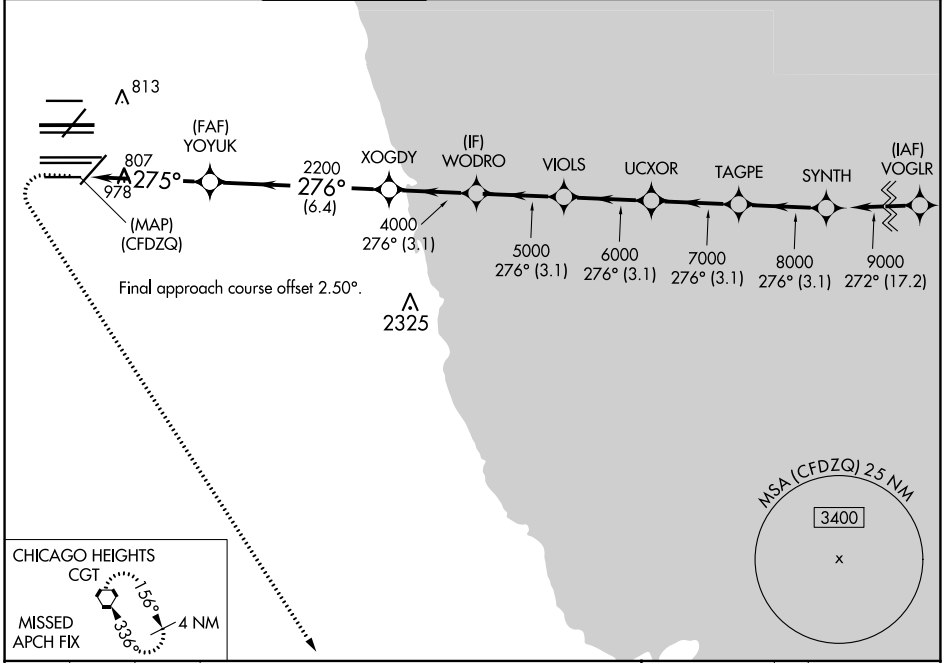 813
(FAF)
YOYUK
807
978
275°
2200
276°
(6.4)
XOGDY
(IF)
WODRO
VIOLS
UCXOR
TAGPE
SYNTH
(IAF)
VOGLR
(MAP)
(CFDZQ)
4000
276° (3.1)
5000
276° (3.1)
6000
276° (3.1)
7000
276° (3.1)
8000
276° (3.1)
9000
272° (17.2)
Final approach course offset 2.50°.
2325
MSA (CFDZQ) 25 NM
3400
x
CHICAGO HEIGHTS
CGT
156°
336°
4 NM
MISSED
APCH FIX